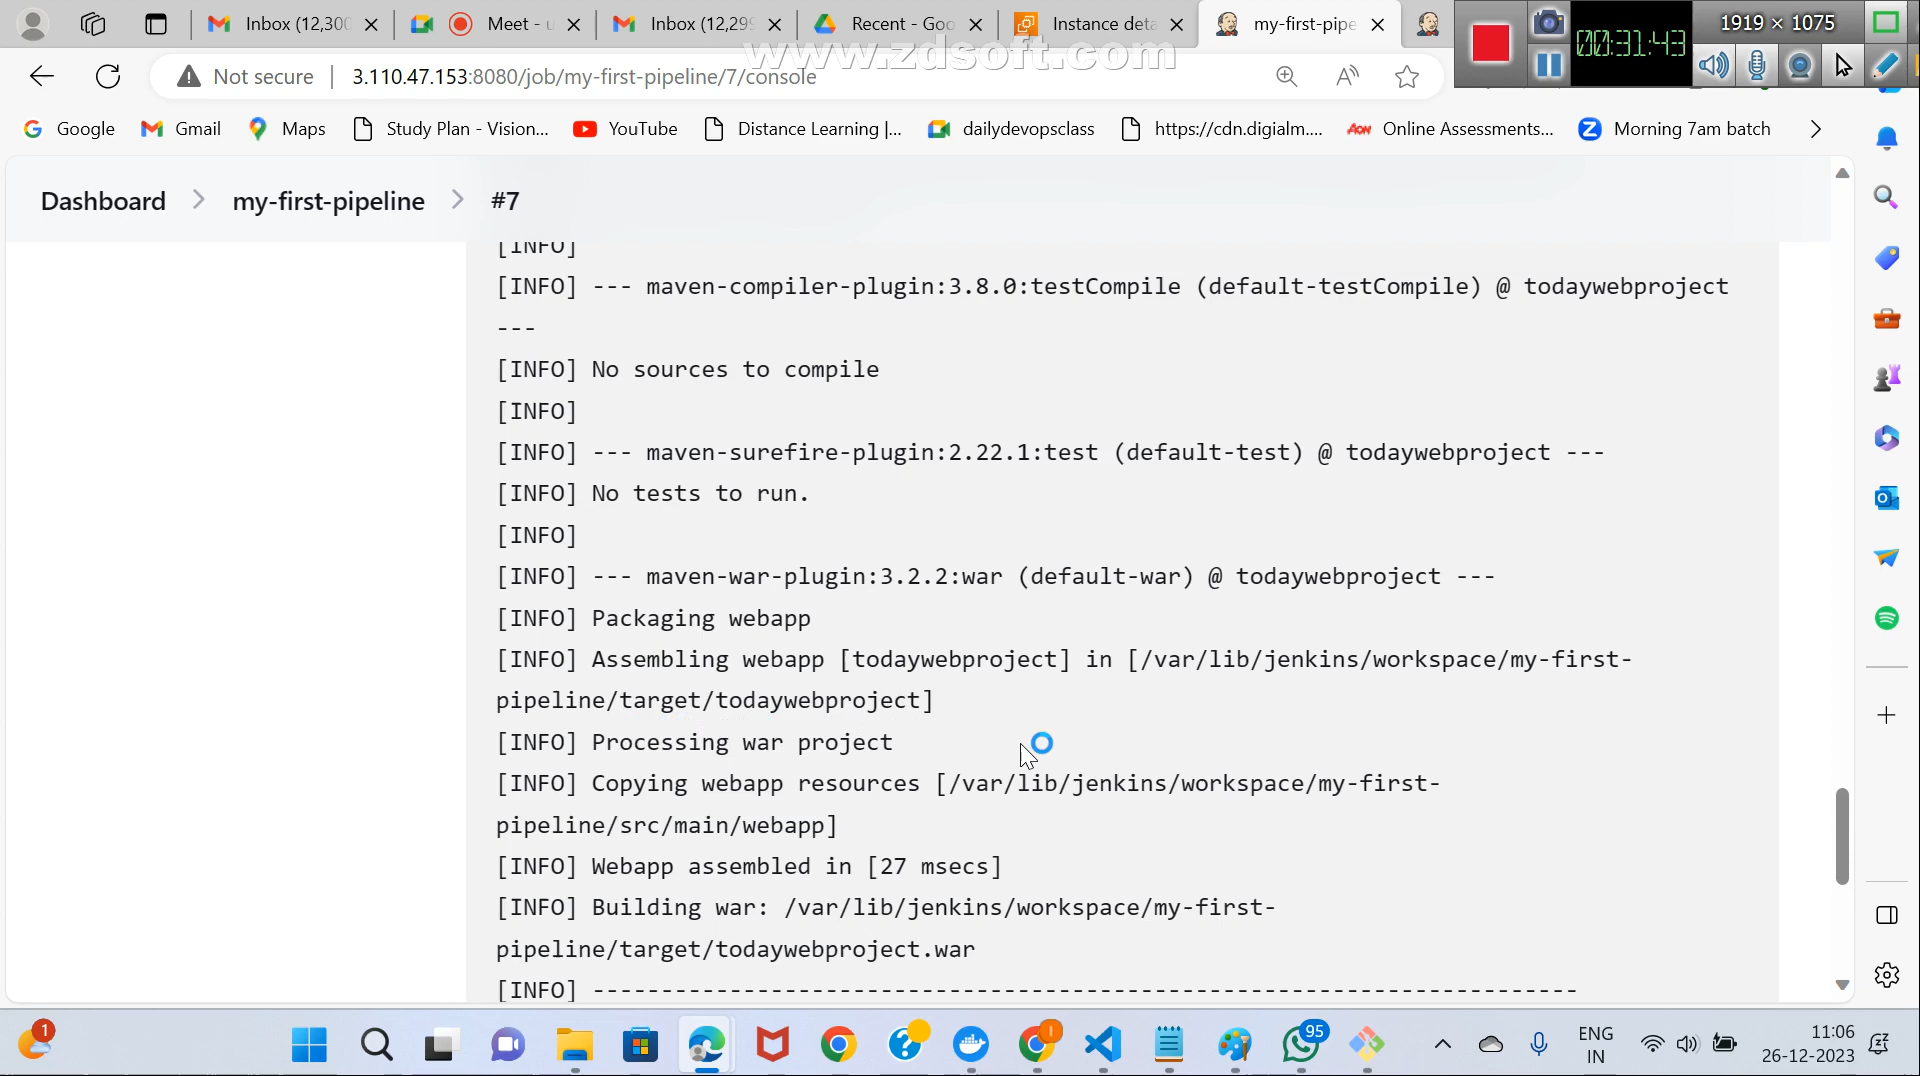 Inbox (12,300
Meet - u
Inbox (12,299
Recent - Goo
Instance deta
my-first-pipe
00:31:43
1919 × 1075
www.zdsoft.com
Not secure
3.110.47.153:8080/job/my-first-pipeline/7/console
Google
Gmail
Maps
Study Plan - Vision...
YouTube
Distance Learning |...
dailydevopsclass
https://cdn.digialm....
Aon
Online Assessments...
Morning 7am batch
Dashboard
my-first-pipeline
#7
[INFO]
[INFO] --- maven-compiler-plugin:3.8.0:testCompile (default-testCompile) @ todaywebproject
---
[INFO] No sources to compile
[INFO]
[INFO] --- maven-surefire-plugin:2.22.1:test (default-test) @ todaywebproject ---
[INFO] No tests to run.
[INFO]
[INFO] --- maven-war-plugin:3.2.2:war (default-war) @ todaywebproject ---
[INFO] Packaging webapp
[INFO] Assembling webapp [todaywebproject] in [/var/lib/jenkins/workspace/my-first-
pipeline/target/todaywebproject]
[INFO] Processing war project
[INFO] Copying webapp resources [/var/lib/jenkins/workspace/my-first-
pipeline/src/main/webapp]
[INFO] Webapp assembled in [27 msecs]
[INFO] Building war: /var/lib/jenkins/workspace/my-first-
pipeline/target/todaywebproject.war
[INFO] ------------------------------------------------------------------------
1
95
ENG
IN
11:06
26-12-2023